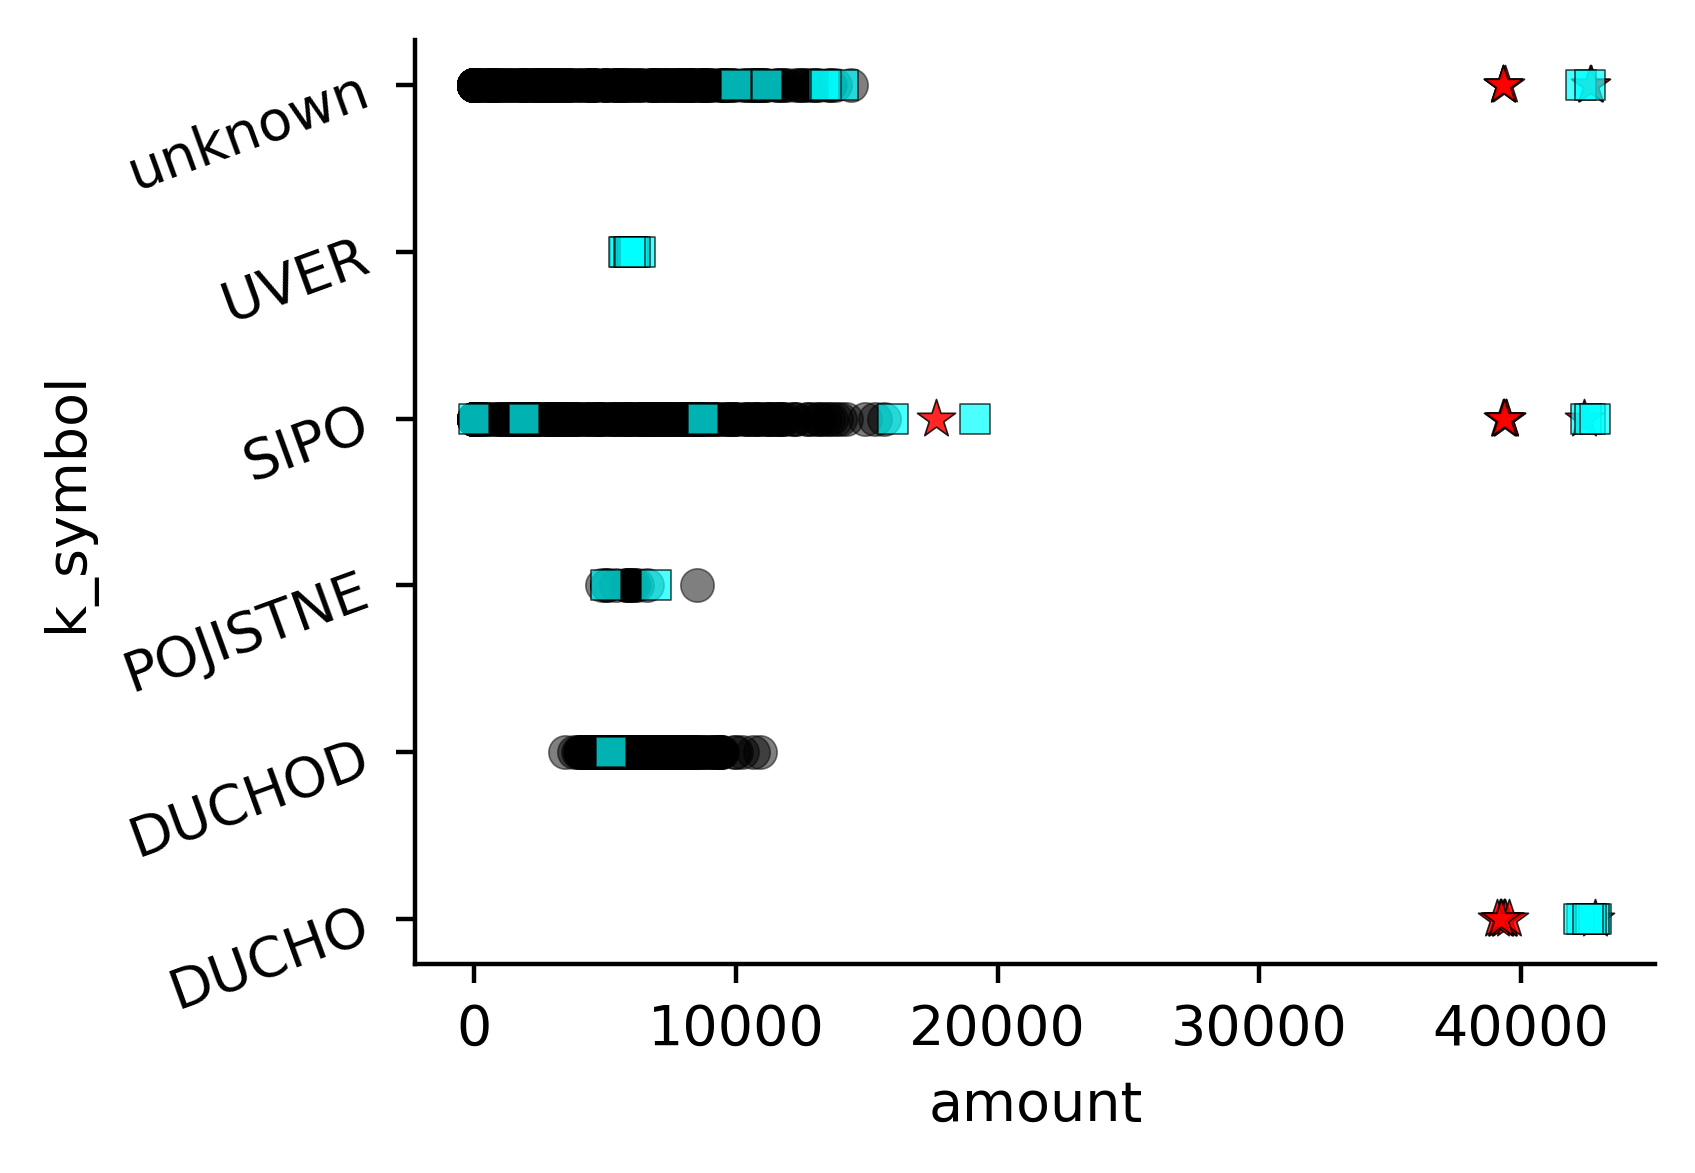 unknown
UVER
SIPO
POJISTNE
DUCHOD
DUCHO
k_symbol
0 10000 20000 30000 40000
amount